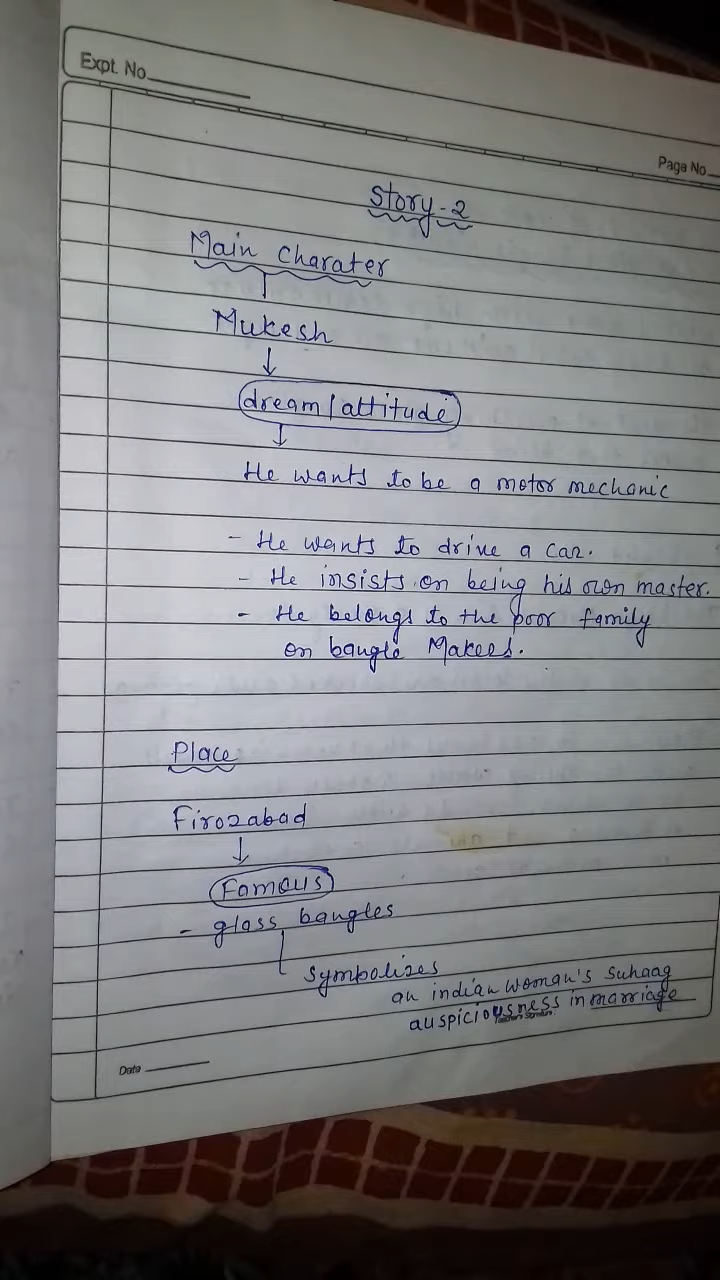 Expt. No.
Page No.
Story-2
Main Charater
Mukesh
dream/attitude
He wants to be a motor mechanic
- He wants to drive a car.
- He insists on being his own master.
- He belongs to the poor family
on bangle Makees.
Place
Firozabad
Famous
- glass bangles
Symbolizes
an indian woman's Suhaag
auspiciousness in marriage
Date